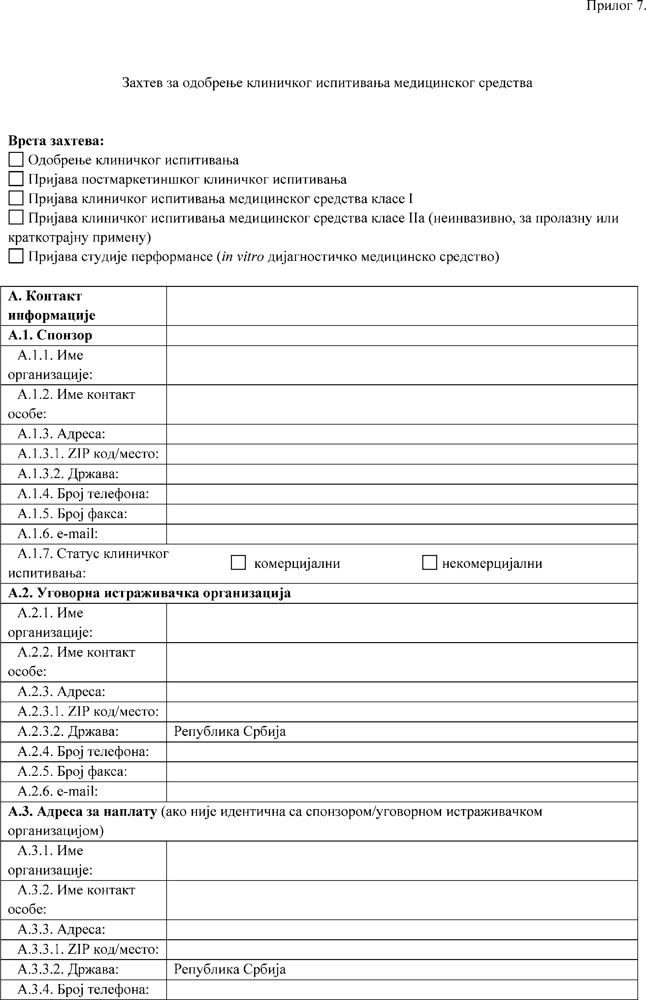 Прилог 7.
Захтев за одобрење клиничког испитивања медицинског средства
Врста захтева:
Одобрење клиничког испитивања
Пријава постмаркетиншког клиничког испитивања
Пријава клиничког испитивања медицинског средства класе I
Пријава клиничког испитивања медицинског средства класе IIa (неинвазивно, за пролазну или
краткотрајну примену)
Пријава студије перформансе (in vitro дијагностичко медицинско средство)
А. Контакт
информације
А.1. Спонзор
А.1.1. Име
организације:
А.1.2. Име контакт
особе:
А.1.3. Адреса:
А.1.3.1. ZIP код/место:
А.1.3.2. Држава:
А.1.4. Број телефона:
А.1.5. Број факса:
А.1.6. e-mail:
А.1.7. Статус клиничког
испитивања:
комерцијални некомерцијални
А.2. Уговорна истраживачка организација
А.2.1. Име
организације:
А.2.2. Име контакт
особе:
А.2.3. Адреса:
А.2.3.1. ZIP код/место:
А.2.3.2. Држава: Република Србија
А.2.4. Број телефона:
А.2.5. Број факса:
А.2.6. e-mail:
А.3. Адреса за наплату (ако није идентична са спонзором/уговорном истраживачком
организацијом)
А.3.1. Име
организације:
А.3.2. Име контакт
особе:
А.3.3. Адреса:
А.3.3.1. ZIP код/место:
А.3.3.2. Држава: Република Србија
А.3.4. Број телефона: